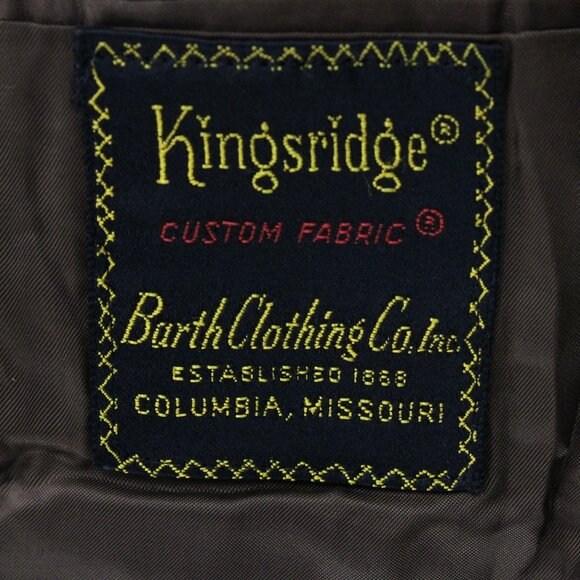 Kingsridge®
CUSTOM FABRIC®
Barth Clothing Co. Inc.
ESTABLISHED 1868
COLUMBIA, MISSOURI